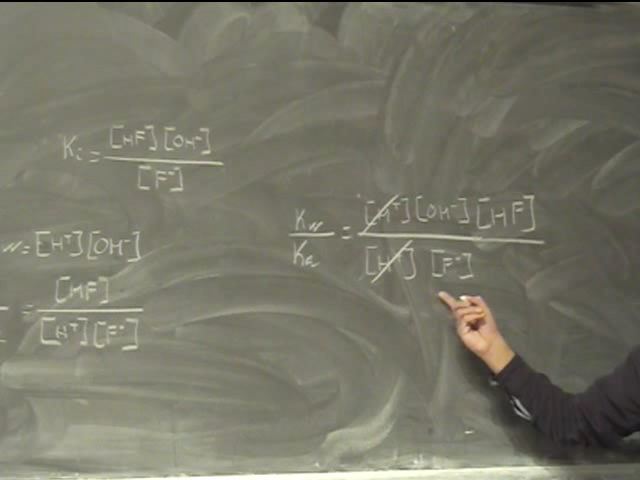 Kc = [HF][OH⁻] / [F⁻]
w = [H⁺][OH⁻]
= [HF] / [H⁺][F⁻]
Kw / Ka = [H⁺][OH⁻][HF] / [H⁺][F⁻]